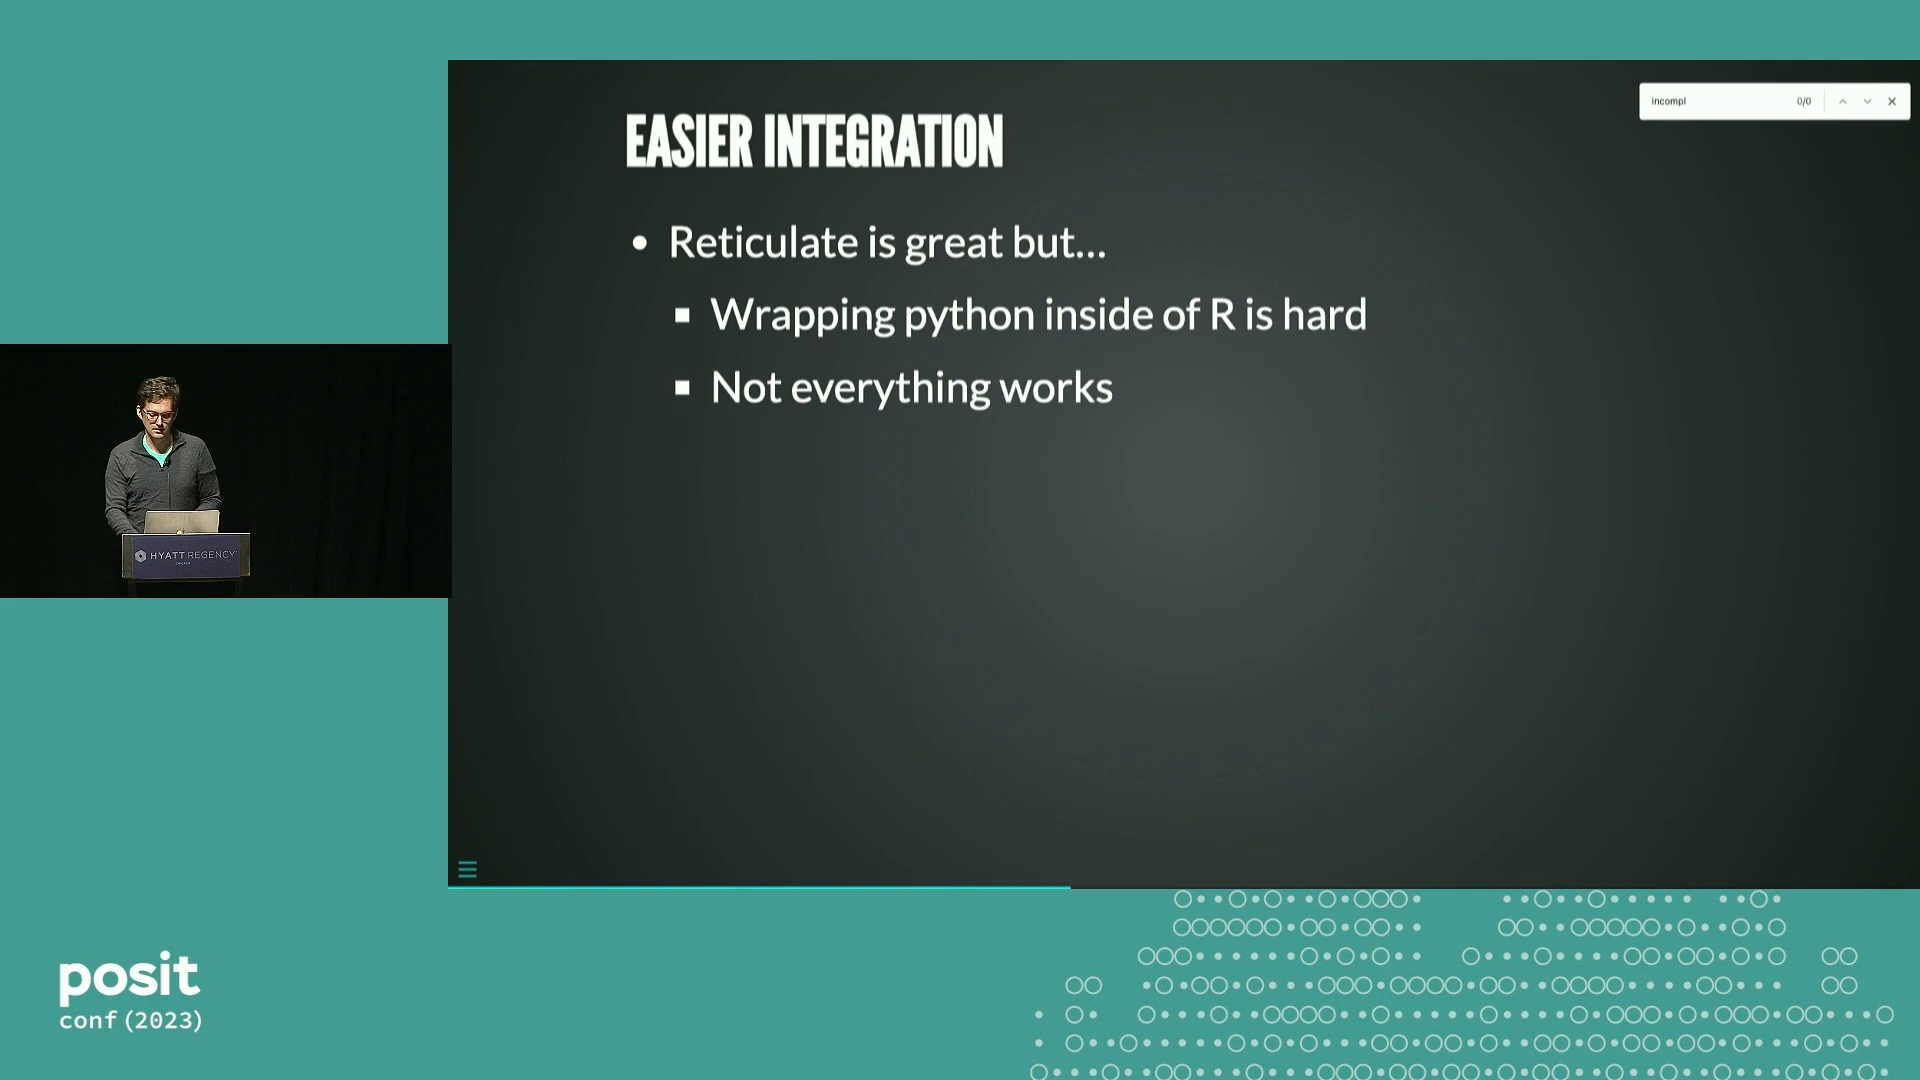 EASIER INTEGRATION
incompl 0/0
Reticulate is great but...
Wrapping python inside of R is hard
Not everything works
HYATT REGENCY
CHICAGO
posit
conf (2023)